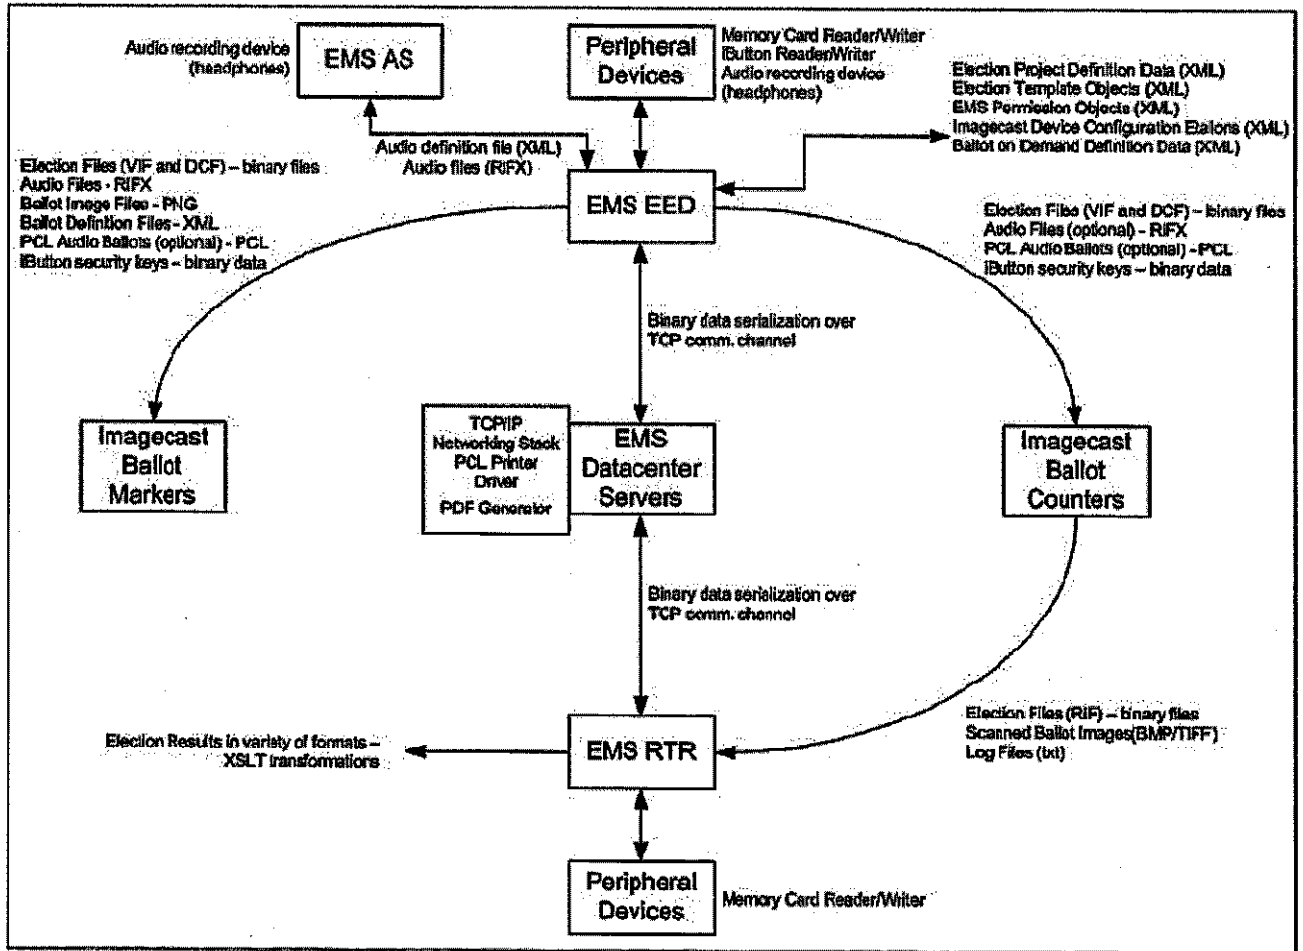 Audio recording device
(headphones)
EMS AS
Peripheral
Devices
Memory Card Reader/Writer
iButton Reader/Writer
Audio recording device
(headphones)
Election Project Definition Data (XML)
Election Template Objects (XML)
EMS Permission Objects (XML)
Imagecast Device Configuration Etalons (XML)
Ballot on Demand Definition Data (XML)
Audio definition file (XML)
Audio files (RIFX)
Election Files (VIF and DCF) – binary files
Audio Files - RIFX
Ballot Image Files - PNG
Ballot Defintion Files - XML
PCL Audio Ballots (optional) - PCL
iButton security keys – binary data
EMS EED
Election Files (VIF and DCF) – binary files
Audio Files (optional) - RIFX
PCL Audio Ballots (optional) - PCL
iButton security keys – binary data
Binary data serialization over
TCP comm. channel
Imagecast
Ballot
Markers
TCP/IP
Networking Stack
PCL Printer
Driver
PDF Generator
EMS
Datacenter
Servers
Imagecast
Ballot
Counters
Binary data serialization over
TCP comm. channel
Election Results in variety of formats –
XSLT transformations
EMS RTR
Election Files (RIF) – binary files
Scanned Ballot Images(BMP/TIFF)
Log Files (txt)
Peripheral
Devices
Memory Card Reader/Writer